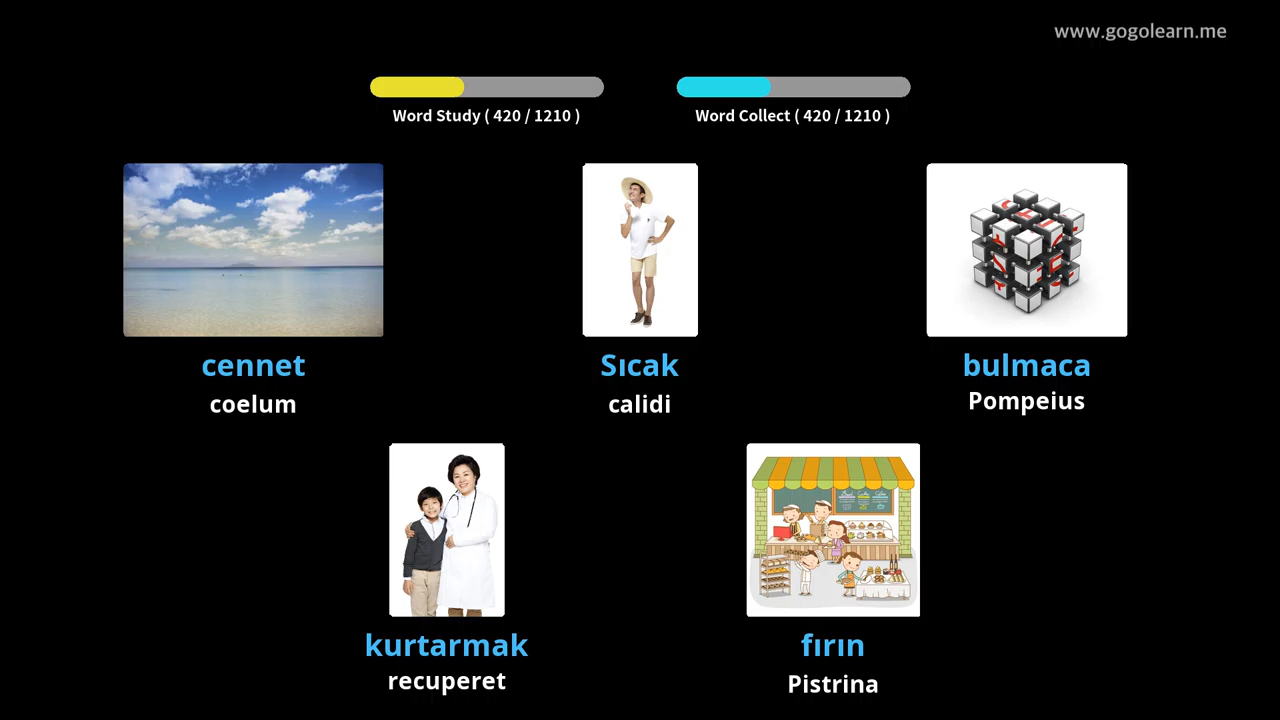 www.gogolearn.me
Word Study ( 420 / 1210 )
Word Collect ( 420 / 1210 )
cennet
coelum
Sıcak
calidi
bulmaca
Pompeius
kurtarmak
recuperet
fırın
Pistrina